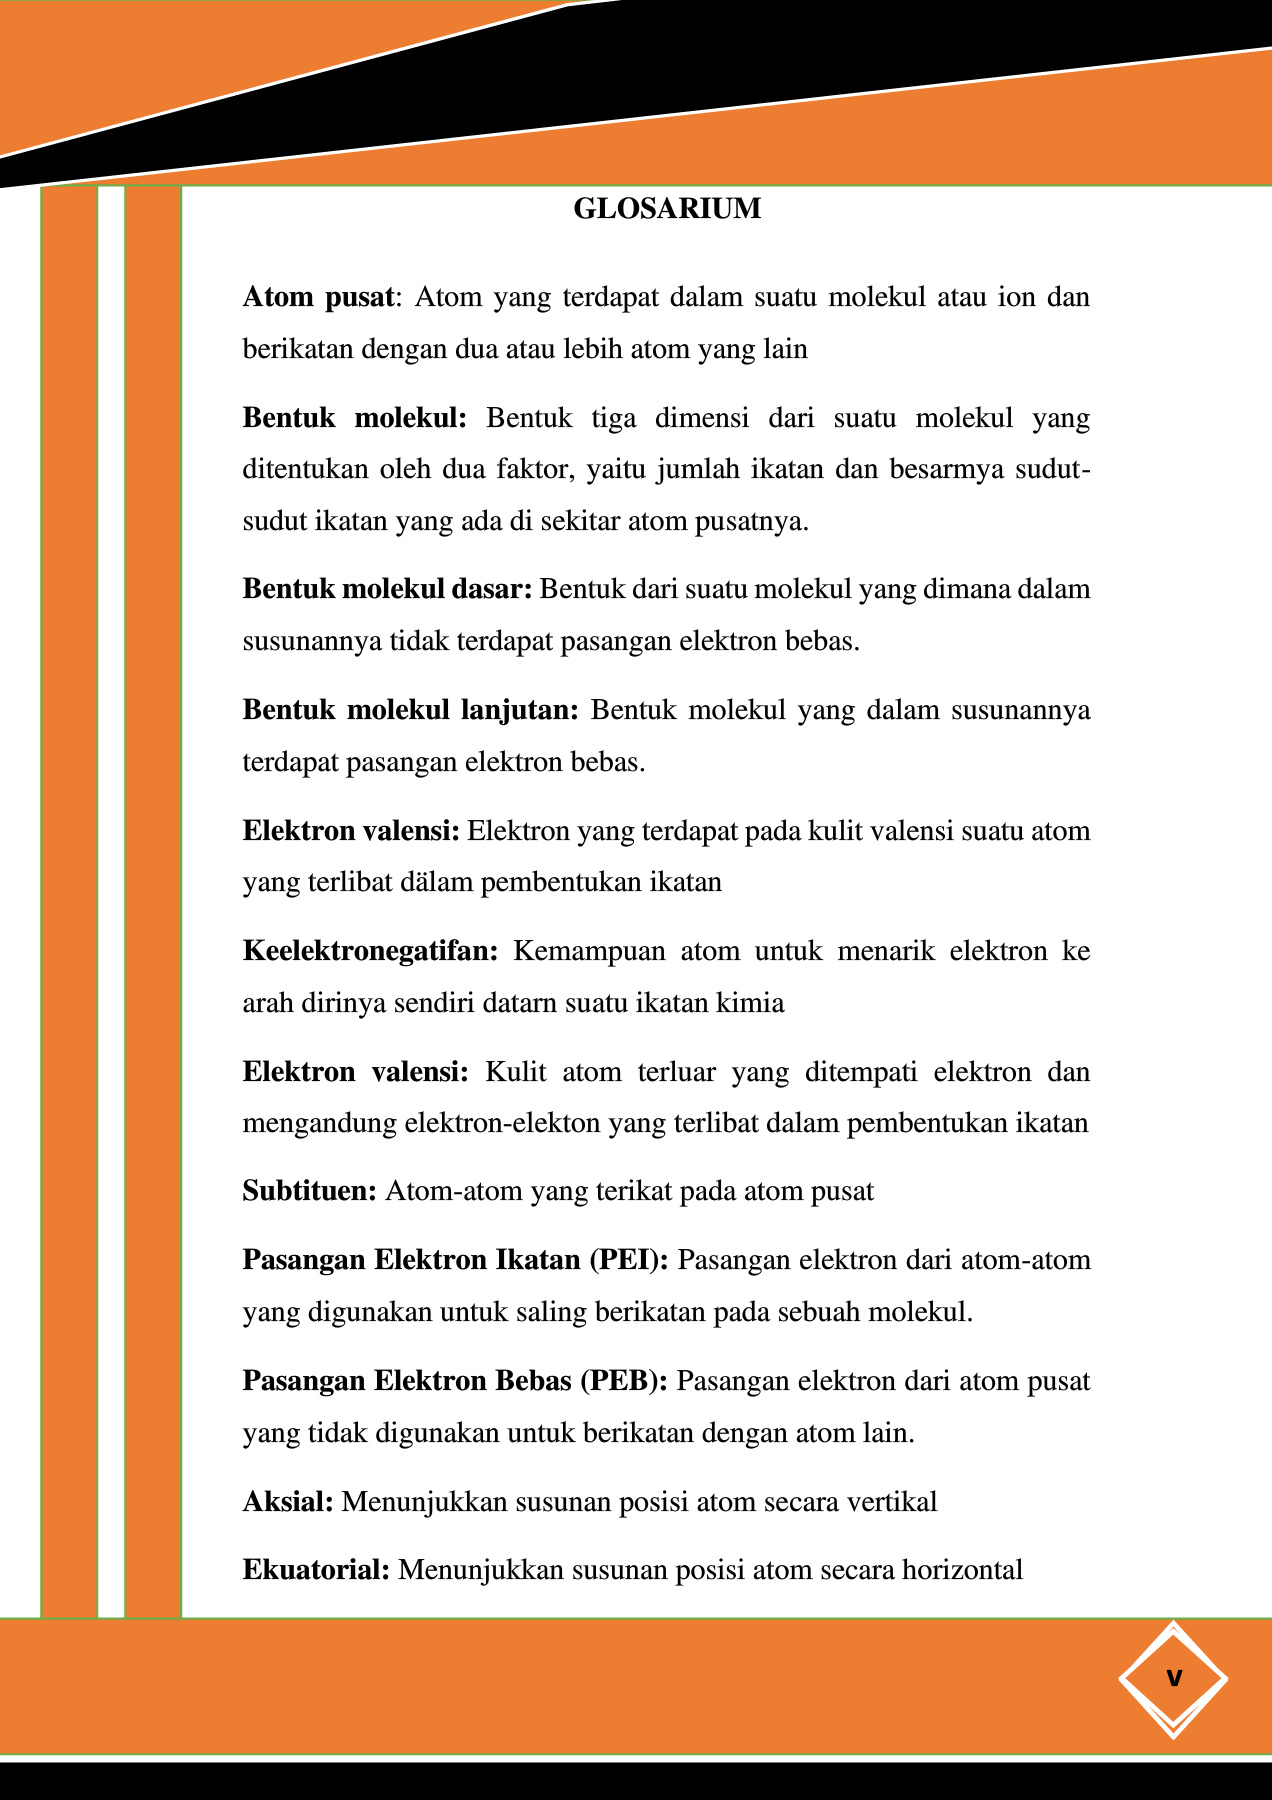 GLOSARIUM
Atom pusat: Atom yang terdapat dalam suatu molekul atau ion dan
berikatan dengan dua atau lebih atom yang lain
Bentuk molekul: Bentuk tiga dimensi dari suatu molekul yang
ditentukan oleh dua faktor, yaitu jumlah ikatan dan besarmya sudut-
sudut ikatan yang ada di sekitar atom pusatnya.
Bentuk molekul dasar: Bentuk dari suatu molekul yang dimana dalam
susunannya tidak terdapat pasangan elektron bebas.
Bentuk molekul lanjutan: Bentuk molekul yang dalam susunannya
terdapat pasangan elektron bebas.
Elektron valensi: Elektron yang terdapat pada kulit valensi suatu atom
yang terlibat dälam pembentukan ikatan
Keelektronegatifan: Kemampuan atom untuk menarik elektron ke
arah dirinya sendiri datarn suatu ikatan kimia
Elektron valensi: Kulit atom terluar yang ditempati elektron dan
mengandung elektron-elekton yang terlibat dalam pembentukan ikatan
Subtituen: Atom-atom yang terikat pada atom pusat
Pasangan Elektron Ikatan (PEI): Pasangan elektron dari atom-atom
yang digunakan untuk saling berikatan pada sebuah molekul.
Pasangan Elektron Bebas (PEB): Pasangan elektron dari atom pusat
yang tidak digunakan untuk berikatan dengan atom lain.
Aksial: Menunjukkan susunan posisi atom secara vertikal
Ekuatorial: Menunjukkan susunan posisi atom secara horizontal
v